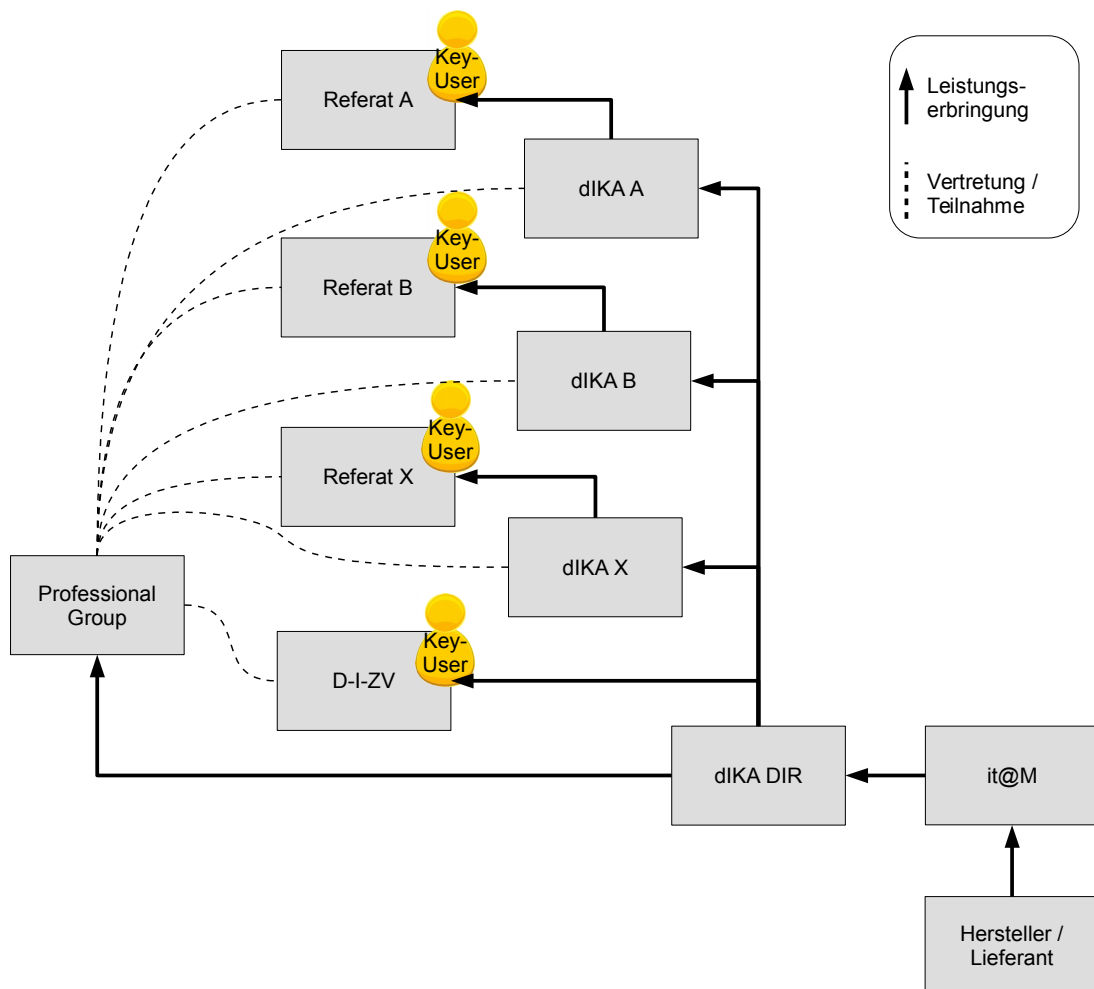 Key-
User
Referat A
Leistungs-
erbringung
dIKA A
Vertretung /
Teilnahme
Key-
User
Referat B
dIKA B
Key-
User
Referat X
dIKA X
Professional
Group
Key-
User
D-I-ZV
dIKA DIR
it@M
Hersteller /
Lieferant